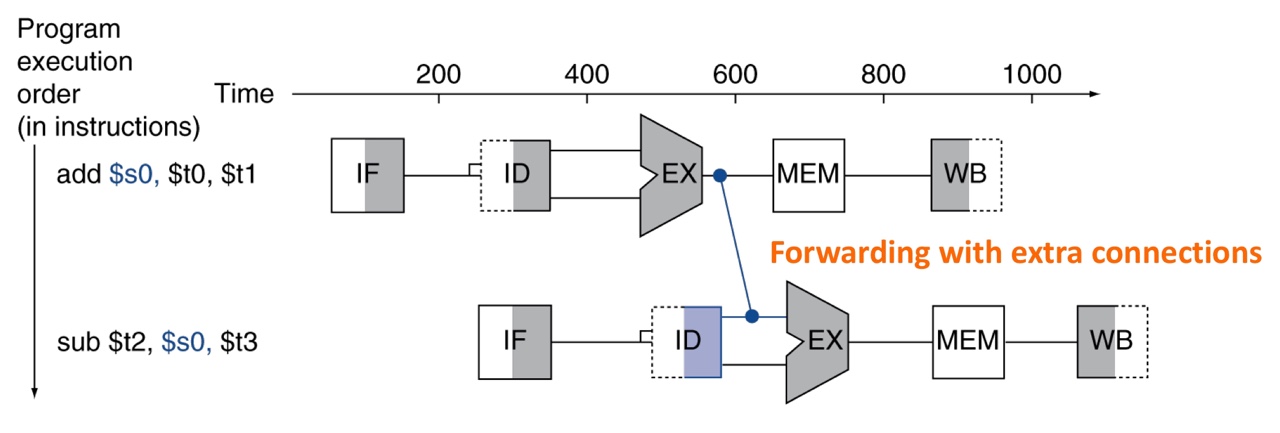 Program
execution
order
(in instructions)
Time
200 400 600 800 1000
add $s0, $t0, $t1
IF ID EX MEM WB
Forwarding with extra connections
sub $t2, $s0, $t3
IF ID EX MEM WB